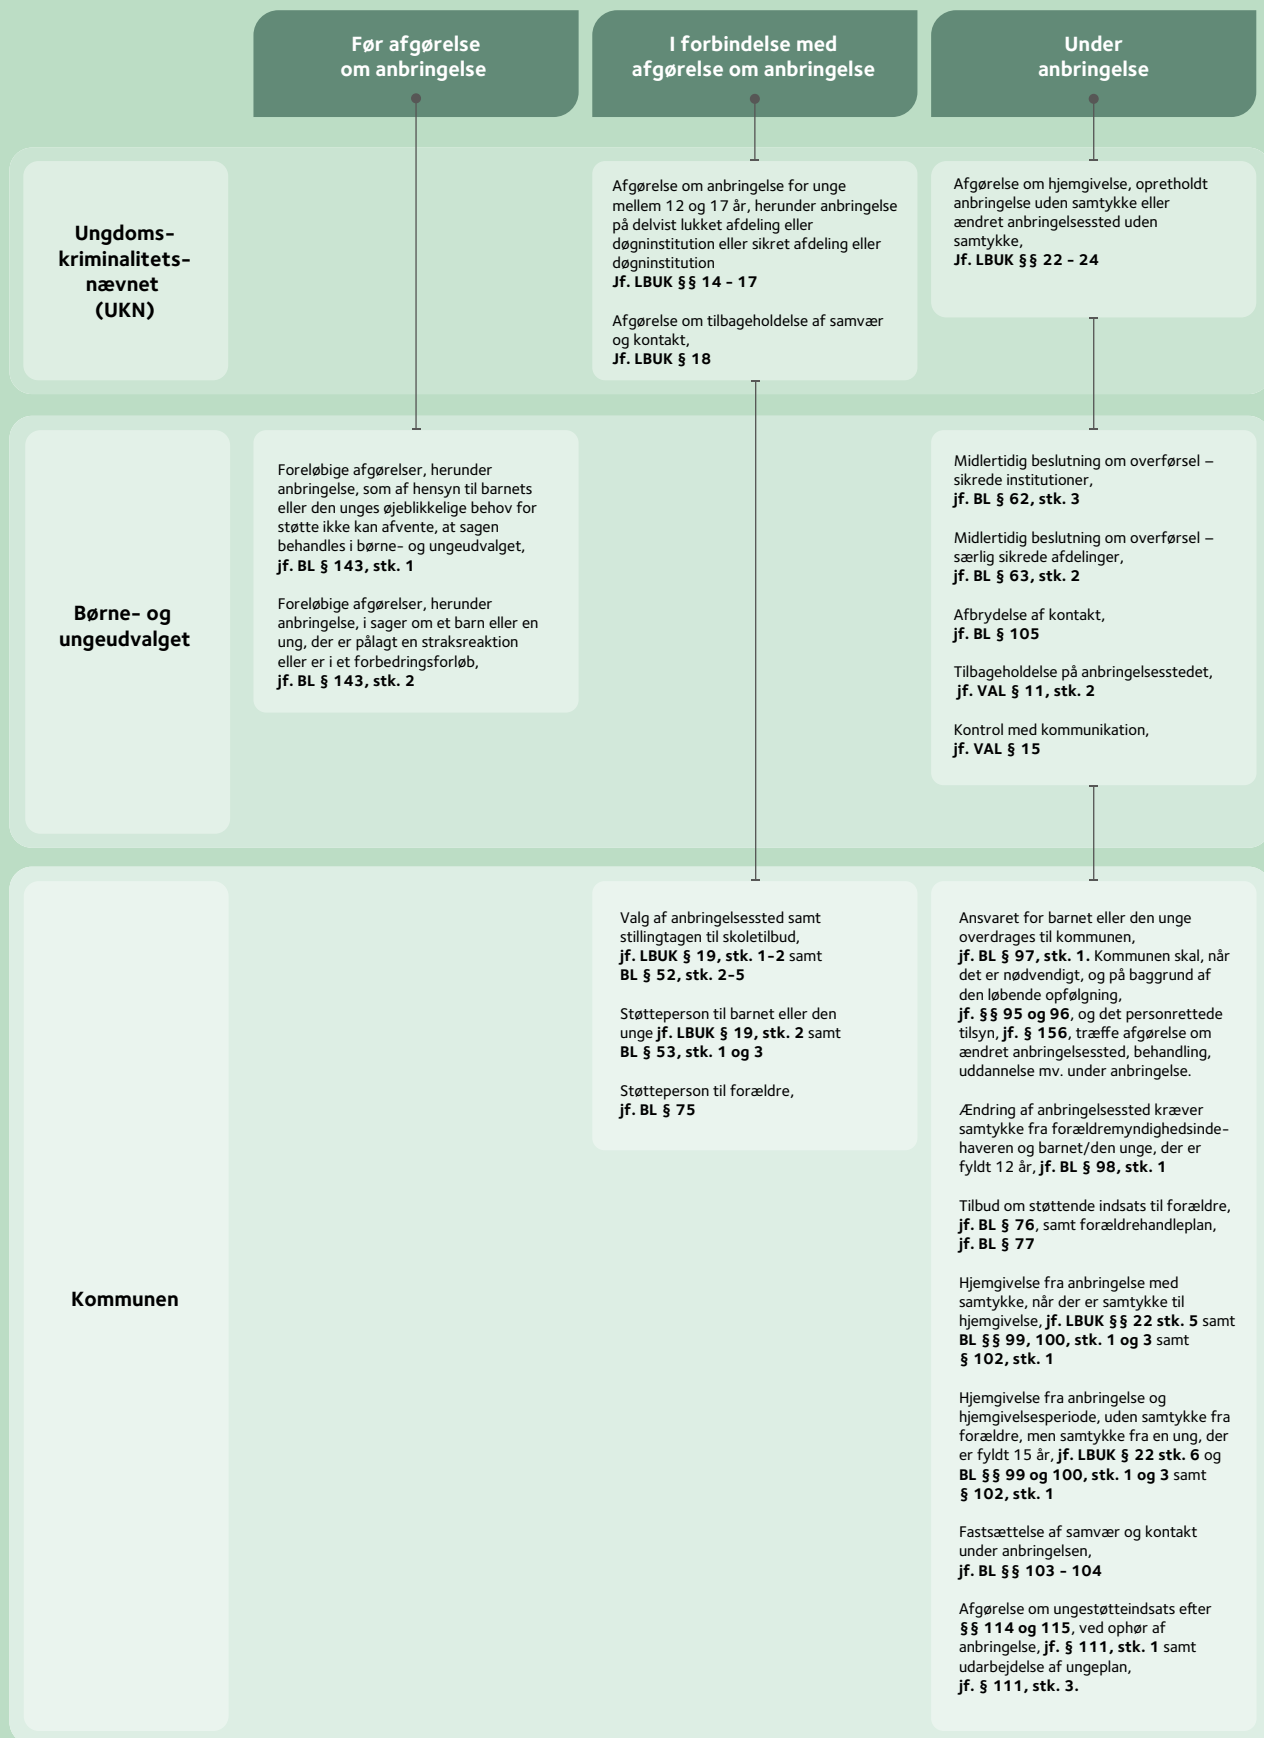 Før afgørelse
om anbringelse
I forbindelse med
afgørelse om anbringelse
Under
anbringelse
Ungdoms-
kriminalitets-
nævnet
(UKN)
Afgørelse om anbringelse for unge
mellem 12 og 17 år, herunder anbringelse
på delvist lukket afdeling eller
døgninstitution eller sikret afdeling eller
døgninstitution
Jf. LBUK §§ 14 - 17
Afgørelse om tilbageholdelse af samvær
og kontakt,
Jf. LBUK § 18
Afgørelse om hjemgivelse, opretholdt
anbringelse uden samtykke eller
ændret anbringelsessted uden
samtykke,
Jf. LBUK §§ 22 - 24
Børne- og
ungeudvalget
Foreløbige afgørelser, herunder
anbringelse, som af hensyn til barnets
eller den unges øjeblikkelige behov for
støtte ikke kan afvente, at sagen
behandles i børne- og ungeudvalget,
jf. BL § 143, stk. 1
Foreløbige afgørelser, herunder
anbringelse, i sager om et barn eller en
ung, der er pålagt en straksreaktion
eller er i et forbedringsforløb,
jf. BL § 143, stk. 2
Midlertidig beslutning om overførsel –
sikrede institutioner,
jf. BL § 62, stk. 3
Midlertidig beslutning om overførsel –
særlig sikrede afdelinger,
jf. BL § 63, stk. 2
Afbrydelse af kontakt,
jf. BL § 105
Tilbageholdelse på anbringelsesstedet,
jf. VAL § 11, stk. 2
Kontrol med kommunikation,
jf. VAL § 15
Kommunen
Valg af anbringelsessted samt
stillingtagen til skoletilbud,
jf. LBUK § 19, stk. 1-2 samt
BL § 52, stk. 2-5
Støtteperson til barnet eller den
unge jf. LBUK § 19, stk. 2 samt
BL § 53, stk. 1 og 3
Støtteperson til forældre,
jf. BL § 75
Ansvaret for barnet eller den unge
overdrages til kommunen,
jf. BL § 97, stk. 1. Kommunen skal, når
det er nødvendigt, og på baggrund af
den løbende opfølgning,
jf. §§ 95 og 96, og det personrettede
tilsyn, jf. § 156, træffe afgørelse om
ændret anbringelsessted, behandling,
uddannelse mv. under anbringelse.
Ændring af anbringelsessted kræver
samtykke fra forældremyndighedsinde-
haveren og barnet/den unge, der er
fyldt 12 år, jf. BL § 98, stk. 1
Tilbud om støttende indsats til forældre,
jf. BL § 76, samt forældrehandleplan,
jf. BL § 77
Hjemgivelse fra anbringelse med
samtykke, når der er samtykke til
hjemgivelse, jf. LBUK §§ 22 stk. 5 samt
BL §§ 99, 100, stk. 1 og 3 samt
§ 102, stk. 1
Hjemgivelse fra anbringelse og
hjemgivelsesperiode, uden samtykke fra
forældre, men samtykke fra en ung, der
er fyldt 15 år, jf. LBUK § 22 stk. 6 og
BL §§ 99 og 100, stk. 1 og 3 samt
§ 102, stk. 1
Fastsættelse af samvær og kontakt
under anbringelsen,
jf. BL §§ 103 - 104
Afgørelse om ungestøtteindsats efter
§§ 114 og 115, ved ophør af
anbringelse, jf. § 111, stk. 1 samt
udarbejdelse af ungeplan,
jf. § 111, stk. 3.